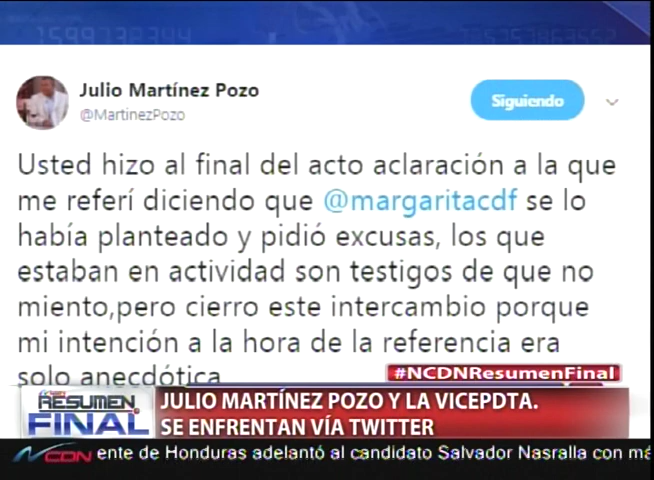 Julio Martínez Pozo
@MartinezPozo
Siguiendo
Usted hizo al final del acto aclaración a la que
me referí diciendo que @margaritacdf se lo
había planteado y pidió excusas, los que
estaban en actividad son testigos de que no
miento,pero cierro este intercambio porque
mi intención a la hora de la referencia era
solo anecdótica
#NCDNResumenFinal
RESUMEN
FINAL
JULIO MARTÍNEZ POZO Y LA VICEPDTA.
SE ENFRENTAN VÍA TWITTER
NCDN ente de Honduras adelantó al candidato Salvador Nasralla con má